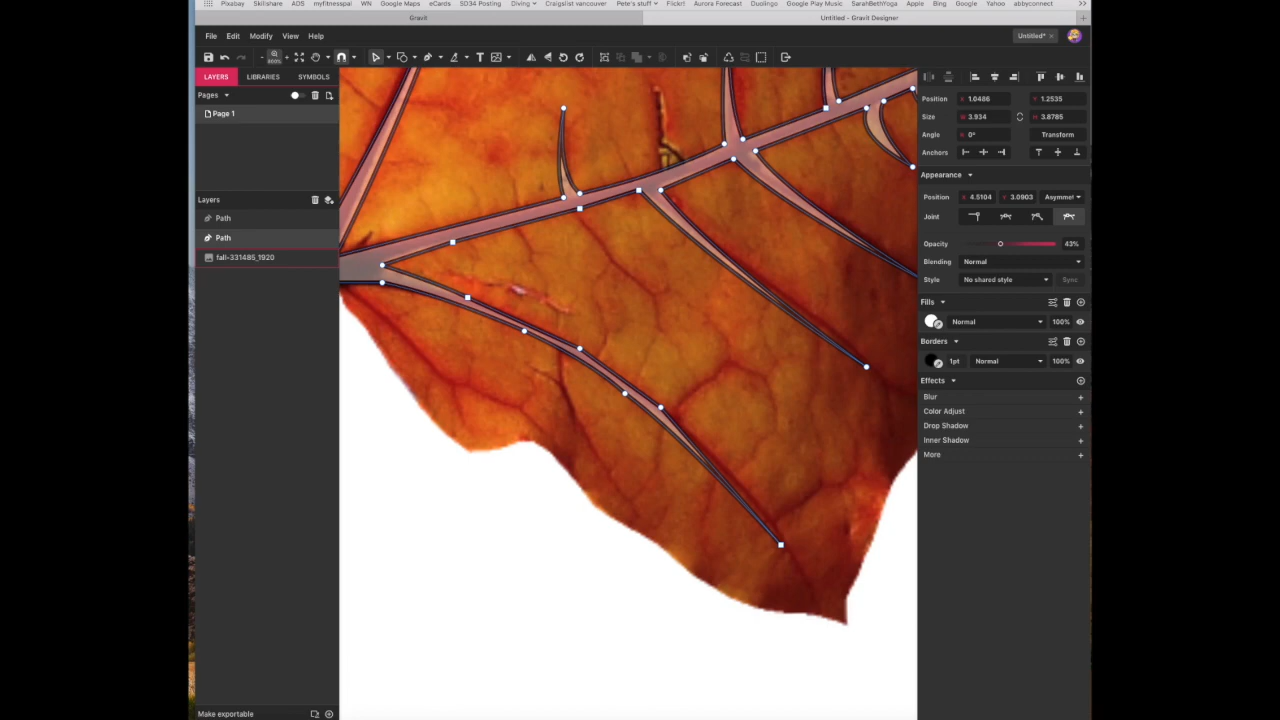 Pixabay Skillshare ADS myfitnesspal WN Google Maps eCards SD34 Posting Diving Craigslist vancouver Pete's stuff Flickr! Aurora Forecast Duolingo Google Play Music SarahBethYoga Apple Bing Google Yahoo abbyconnect >>
Gravit Untitled - Gravit Designer +
File Edit Modify View Help Untitled* ×
- 800% + T
LAYERS LIBRARIES SYMBOLS
Pages
Page 1
Layers
Path
Path
fall-331485_1920
Make exportable
Position X 1.0486 Y 1.2535
Size W 3.934 H 3.8785
Angle R 0° Transform
Anchors
Appearance
Position X 4.5104 Y 3.0903 Asymmet
Joint
Opacity 43%
Blending Normal
Style No shared style Sync
Fills
Normal 100%
Borders
1pt Normal 100%
Effects
Blur +
Color Adjust +
Drop Shadow +
Inner Shadow +
More +